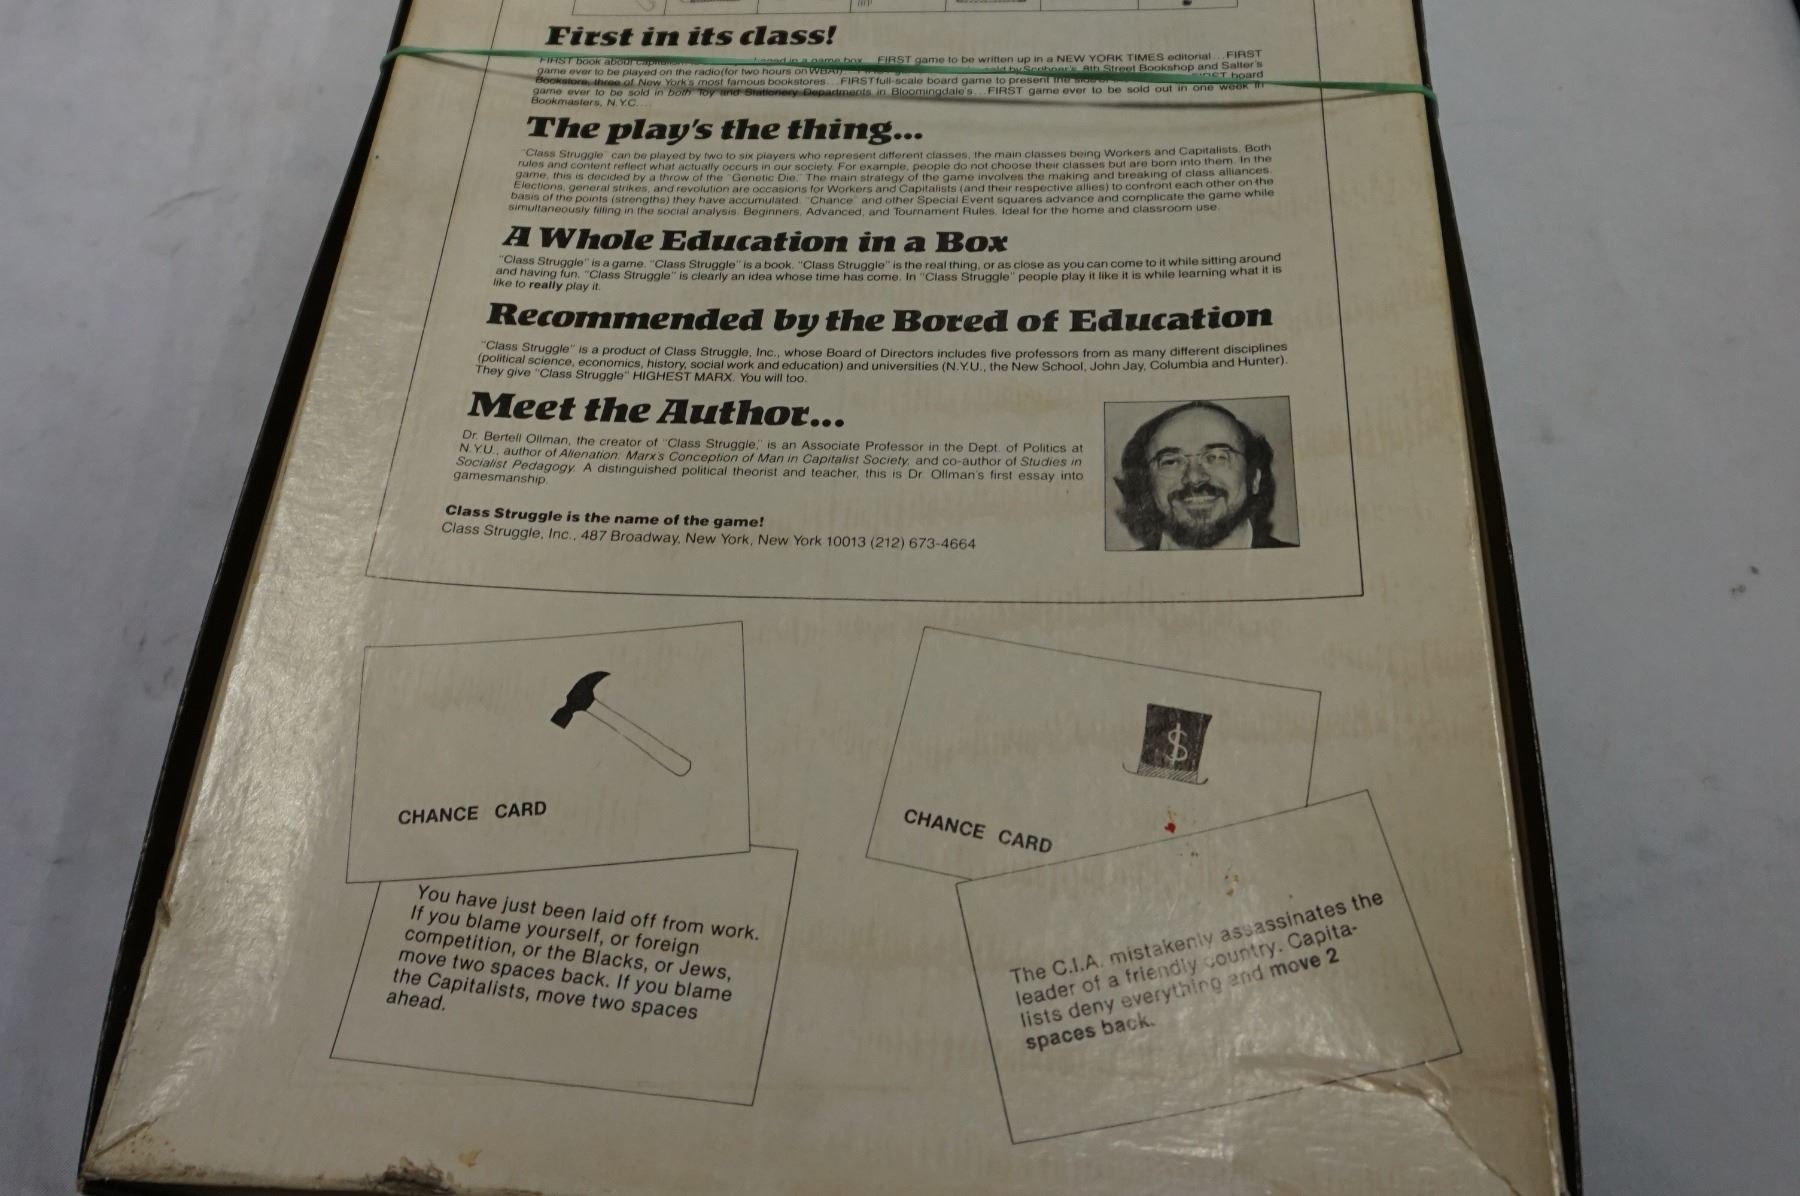 First in its class!
FIRST book about in a game box... FIRST game to be written up in a NEW YORK TIMES editorial... FIRST
game ever to be played on the radio (for two hours on WBAI)... sold by Scribner's, 8th Street Bookshop and Salter's
Bookstore, three of New York's most famous bookstores... FIRST full-scale board game to present the board
game ever to be sold in both Toy and Stationery Departments in Bloomingdale's... FIRST game ever to be sold out in one week in
Bookmasters, N.Y.C....
The play's the thing...
"Class Struggle" can be played by two to six players who represent different classes, the main classes being Workers and Capitalists. Both
rules and content reflect what actually occurs in our society. For example, people do not choose their classes but are born into them. In the
game, this is decided by a throw of the "Genetic Die." The main strategy of the game involves the making and breaking of class alliances.
Elections, general strikes, and revolution are occasions for Workers and Capitalists (and their respective allies) to confront each other on the
basis of the points (strengths) they have accumulated. "Chance" and other Special Event squares advance and complicate the game while
simultaneously filling in the social analysis. Beginners, Advanced, and Tournament Rules. Ideal for the home and classroom use.
A Whole Education in a Box
"Class Struggle" is a game. "Class Struggle" is a book. "Class Struggle" is the real thing, or as close as you can come to it while sitting around
and having fun. "Class Struggle" is clearly an idea whose time has come. In "Class Struggle" people play it like it is while learning what it is
like to really play it.
Recommended by the Bored of Education
"Class Struggle" is a product of Class Struggle, Inc., whose Board of Directors includes five professors from as many different disciplines
(political science, economics, history, social work and education) and universities (N.Y.U., the New School, John Jay, Columbia and Hunter).
They give "Class Struggle" HIGHEST MARX. You will too.
Meet the Author...
Dr. Bertell Ollman, the creator of "Class Struggle," is an Associate Professor in the Dept. of Politics at
N.Y.U., author of Alienation: Marx's Conception of Man in Capitalist Society, and co-author of Studies in
Socialist Pedagogy. A distinguished political theorist and teacher, this is Dr. Ollman's first essay into
gamesmanship.
Class Struggle is the name of the game!
Class Struggle, Inc., 487 Broadway, New York, New York 10013 (212) 673-4664
CHANCE CARD
You have just been laid off from work.
If you blame yourself, or foreign
competition, or the Blacks, or Jews,
move two spaces back. If you blame
the Capitalists, move two spaces
ahead.
$
CHANCE CARD
The C.I.A. mistakenly assassinates the
leader of a friendly country. Capita-
lists deny everything and move 2
spaces back.